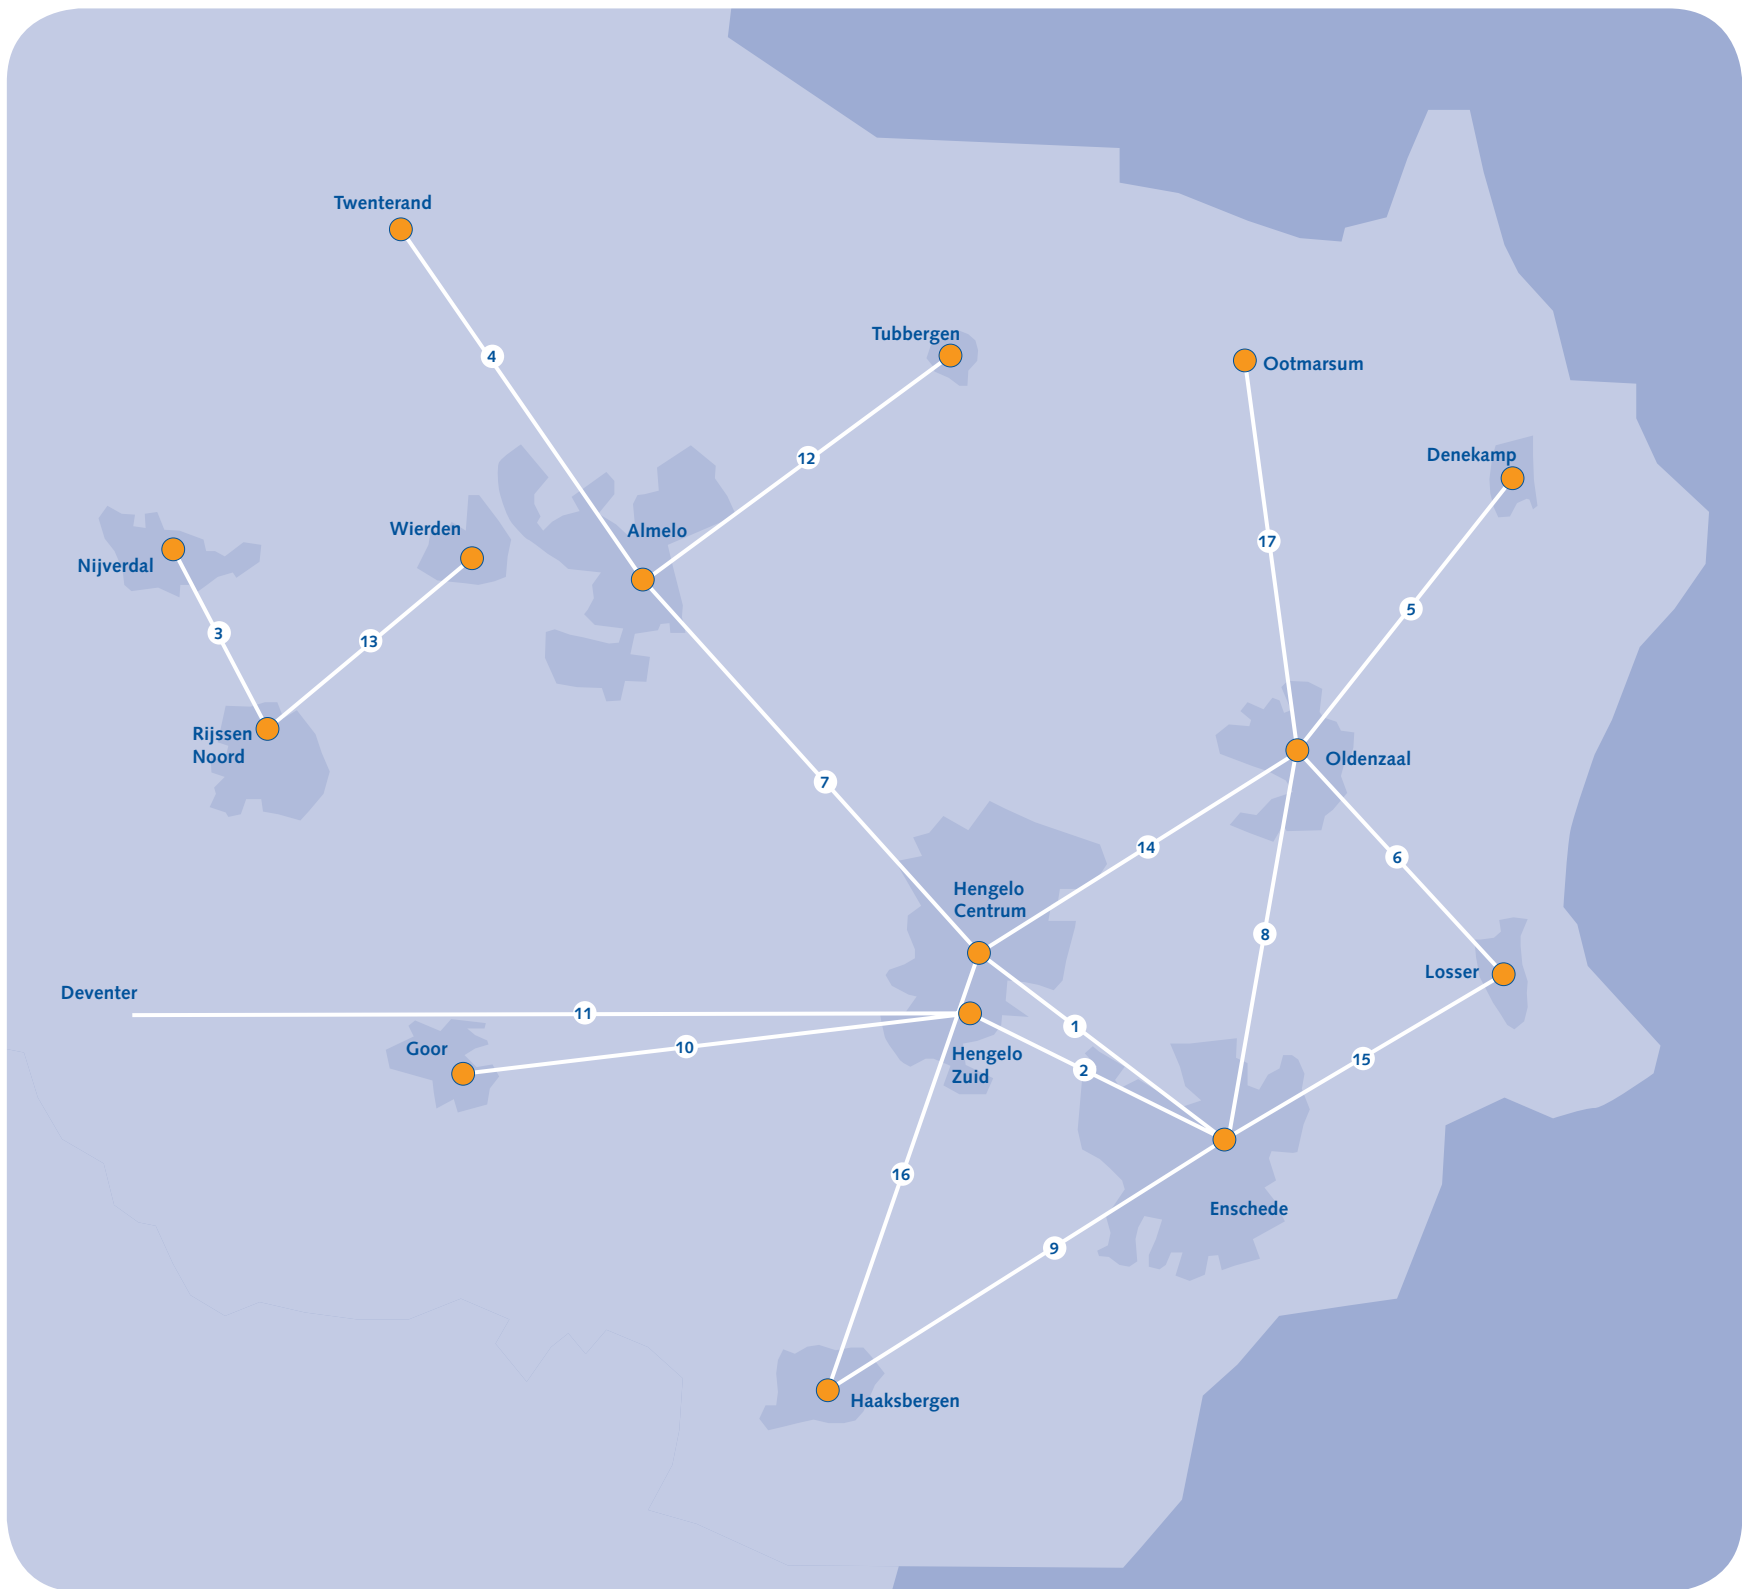 Twenterand
Tubbergen
4
Ootmarsum
Denekamp
12
Wierden
Almelo
17
Nijverdal
5
3
13
Rijssen
Noord
Oldenzaal
7
14
6
Hengelo
Centrum
8
Losser
Deventer
11
1
Goor
10
Hengelo
Zuid
2
15
16
Enschede
9
Haaksbergen